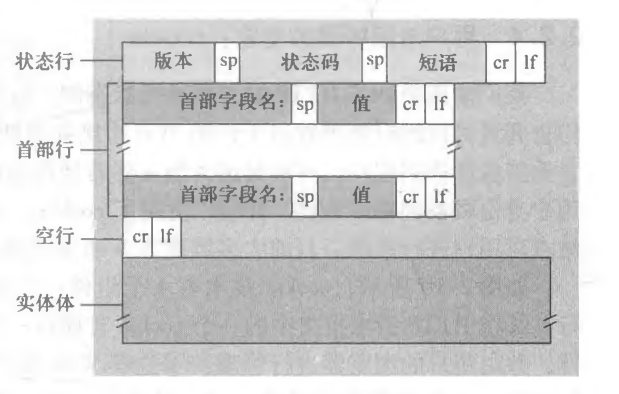 状态行 版本 sp 状态码 sp 短语 cr lf
首部字段名: sp 值 cr lf
首部行
首部字段名: sp 值 cr lf
空行 cr lf
实体体